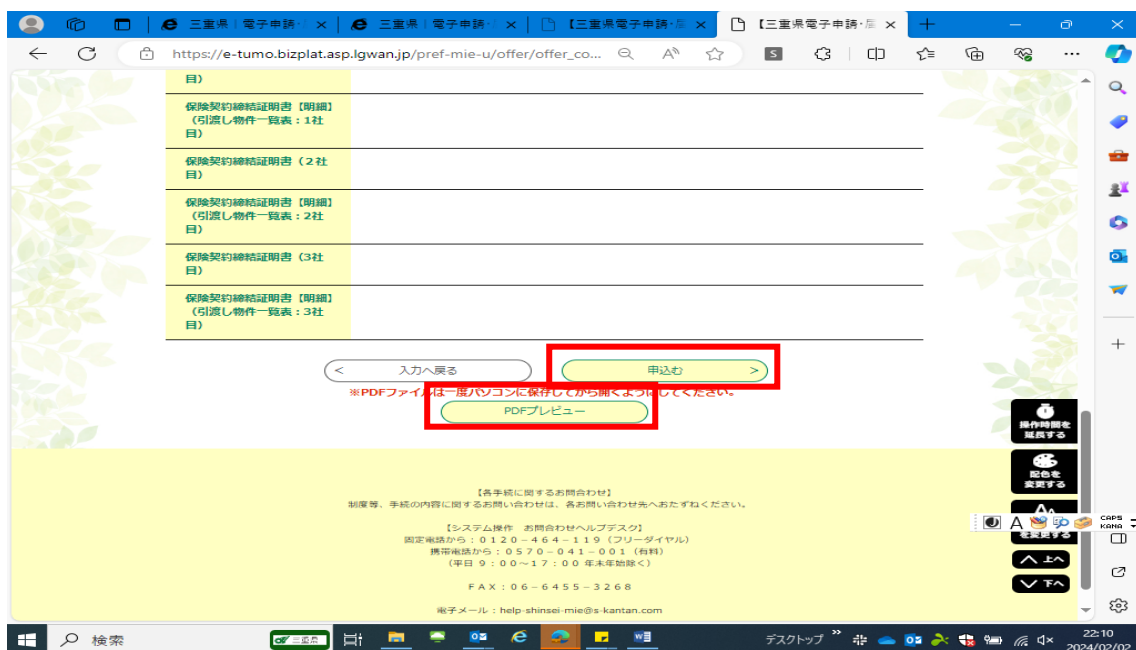 三重県｜電子申請・
三重県｜電子申請・
【三重県電子申請・届
【三重県電子申請・届
https://e-tumo.bizplat.asp.lgwan.jp/pref-mie-u/offer/offer_co...
目）
保険契約締結証明書【明細】
（引渡し物件一覧表：1社
目）
保険契約締結証明書（２社
目）
保険契約締結証明書【明細】
（引渡し物件一覧表：2社
目）
保険契約締結証明書（3社
目）
保険契約締結証明書【明細】
（引渡し物件一覧表：3社
目）
< 入力へ戻る
申込む >
※PDFファイルは一度パソコンに保存してから開くようにしてください。
PDFプレビュー
操作時間を
延長する
配色を
変更する
【各手続に関するお問合わせ】
制度等、手続の内容に関するお問い合わせは、各お問い合わせ先へおたずねください。
【システム操作　お問合わせヘルプデスク】
固定電話から：０１２０－４６４－１１９（フリーダイヤル）
携帯電話から：０５７０－０４１－００１（有料）
（平日 ９：００～１７：００ 年末年始除く）
ＦＡＸ：０６－６４５５－３２６８
電子メール：help-shinsei-mie@s-kantan.com
A
CAPS
KANA
を変更する
上へ
下へ
検索
三重県
デスクトップ
22:10
2024/02/02